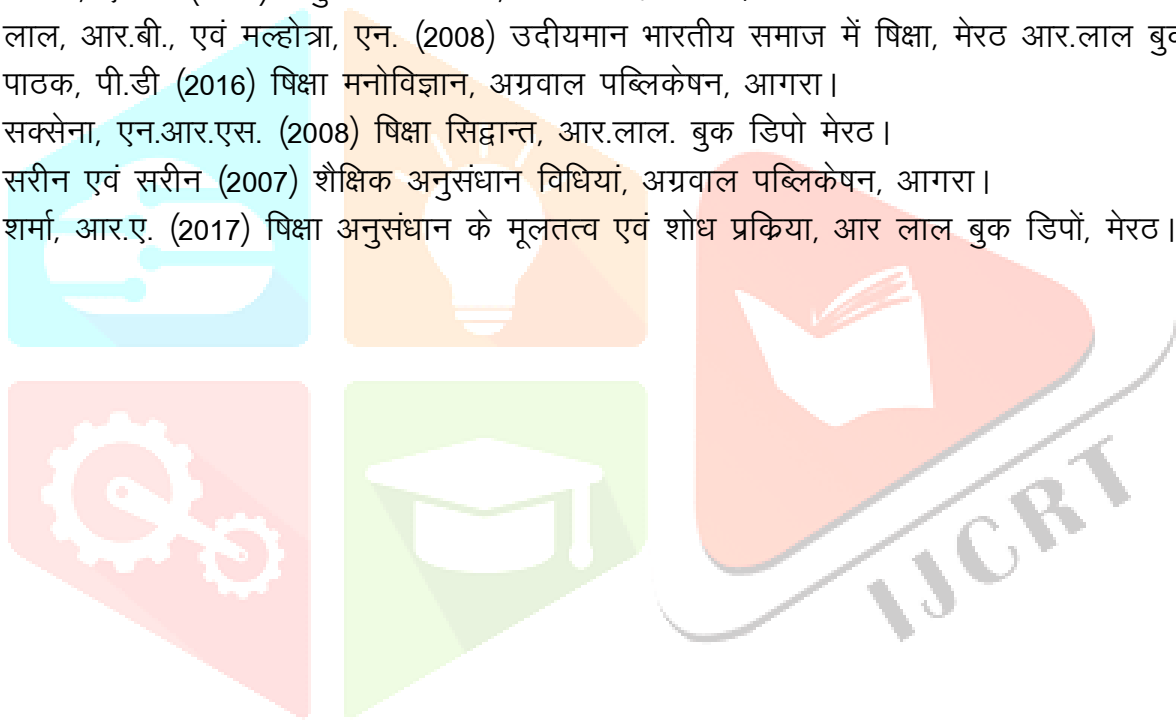 लाल, आर.बी., एवं मल्होत्रा, एन. (2008) उदीयमान भारतीय समाज में षिक्षा, मेरठ आर.लाल
पाठक, पी.डी (2016) षिक्षा मनोविज्ञान, अग्रवाल पब्लिकेषन, आगरा।
सक्सेना, एन.आर.एस. (2008) षिक्षा सिद्वान्त, आर.लाल. बुक डिपो मेरठ।
सरीन एवं सरीन (2007) शैक्षिक अनुसंधान विधियां, अग्रवाल पब्लिकेषन, आगरा।
शर्मा, आर.ए. (2017) षिक्षा अनुसंधान के मूलतत्व एवं शोध प्रकिया, आर लाल बुक डिपों, मेरठ।
IJCRT